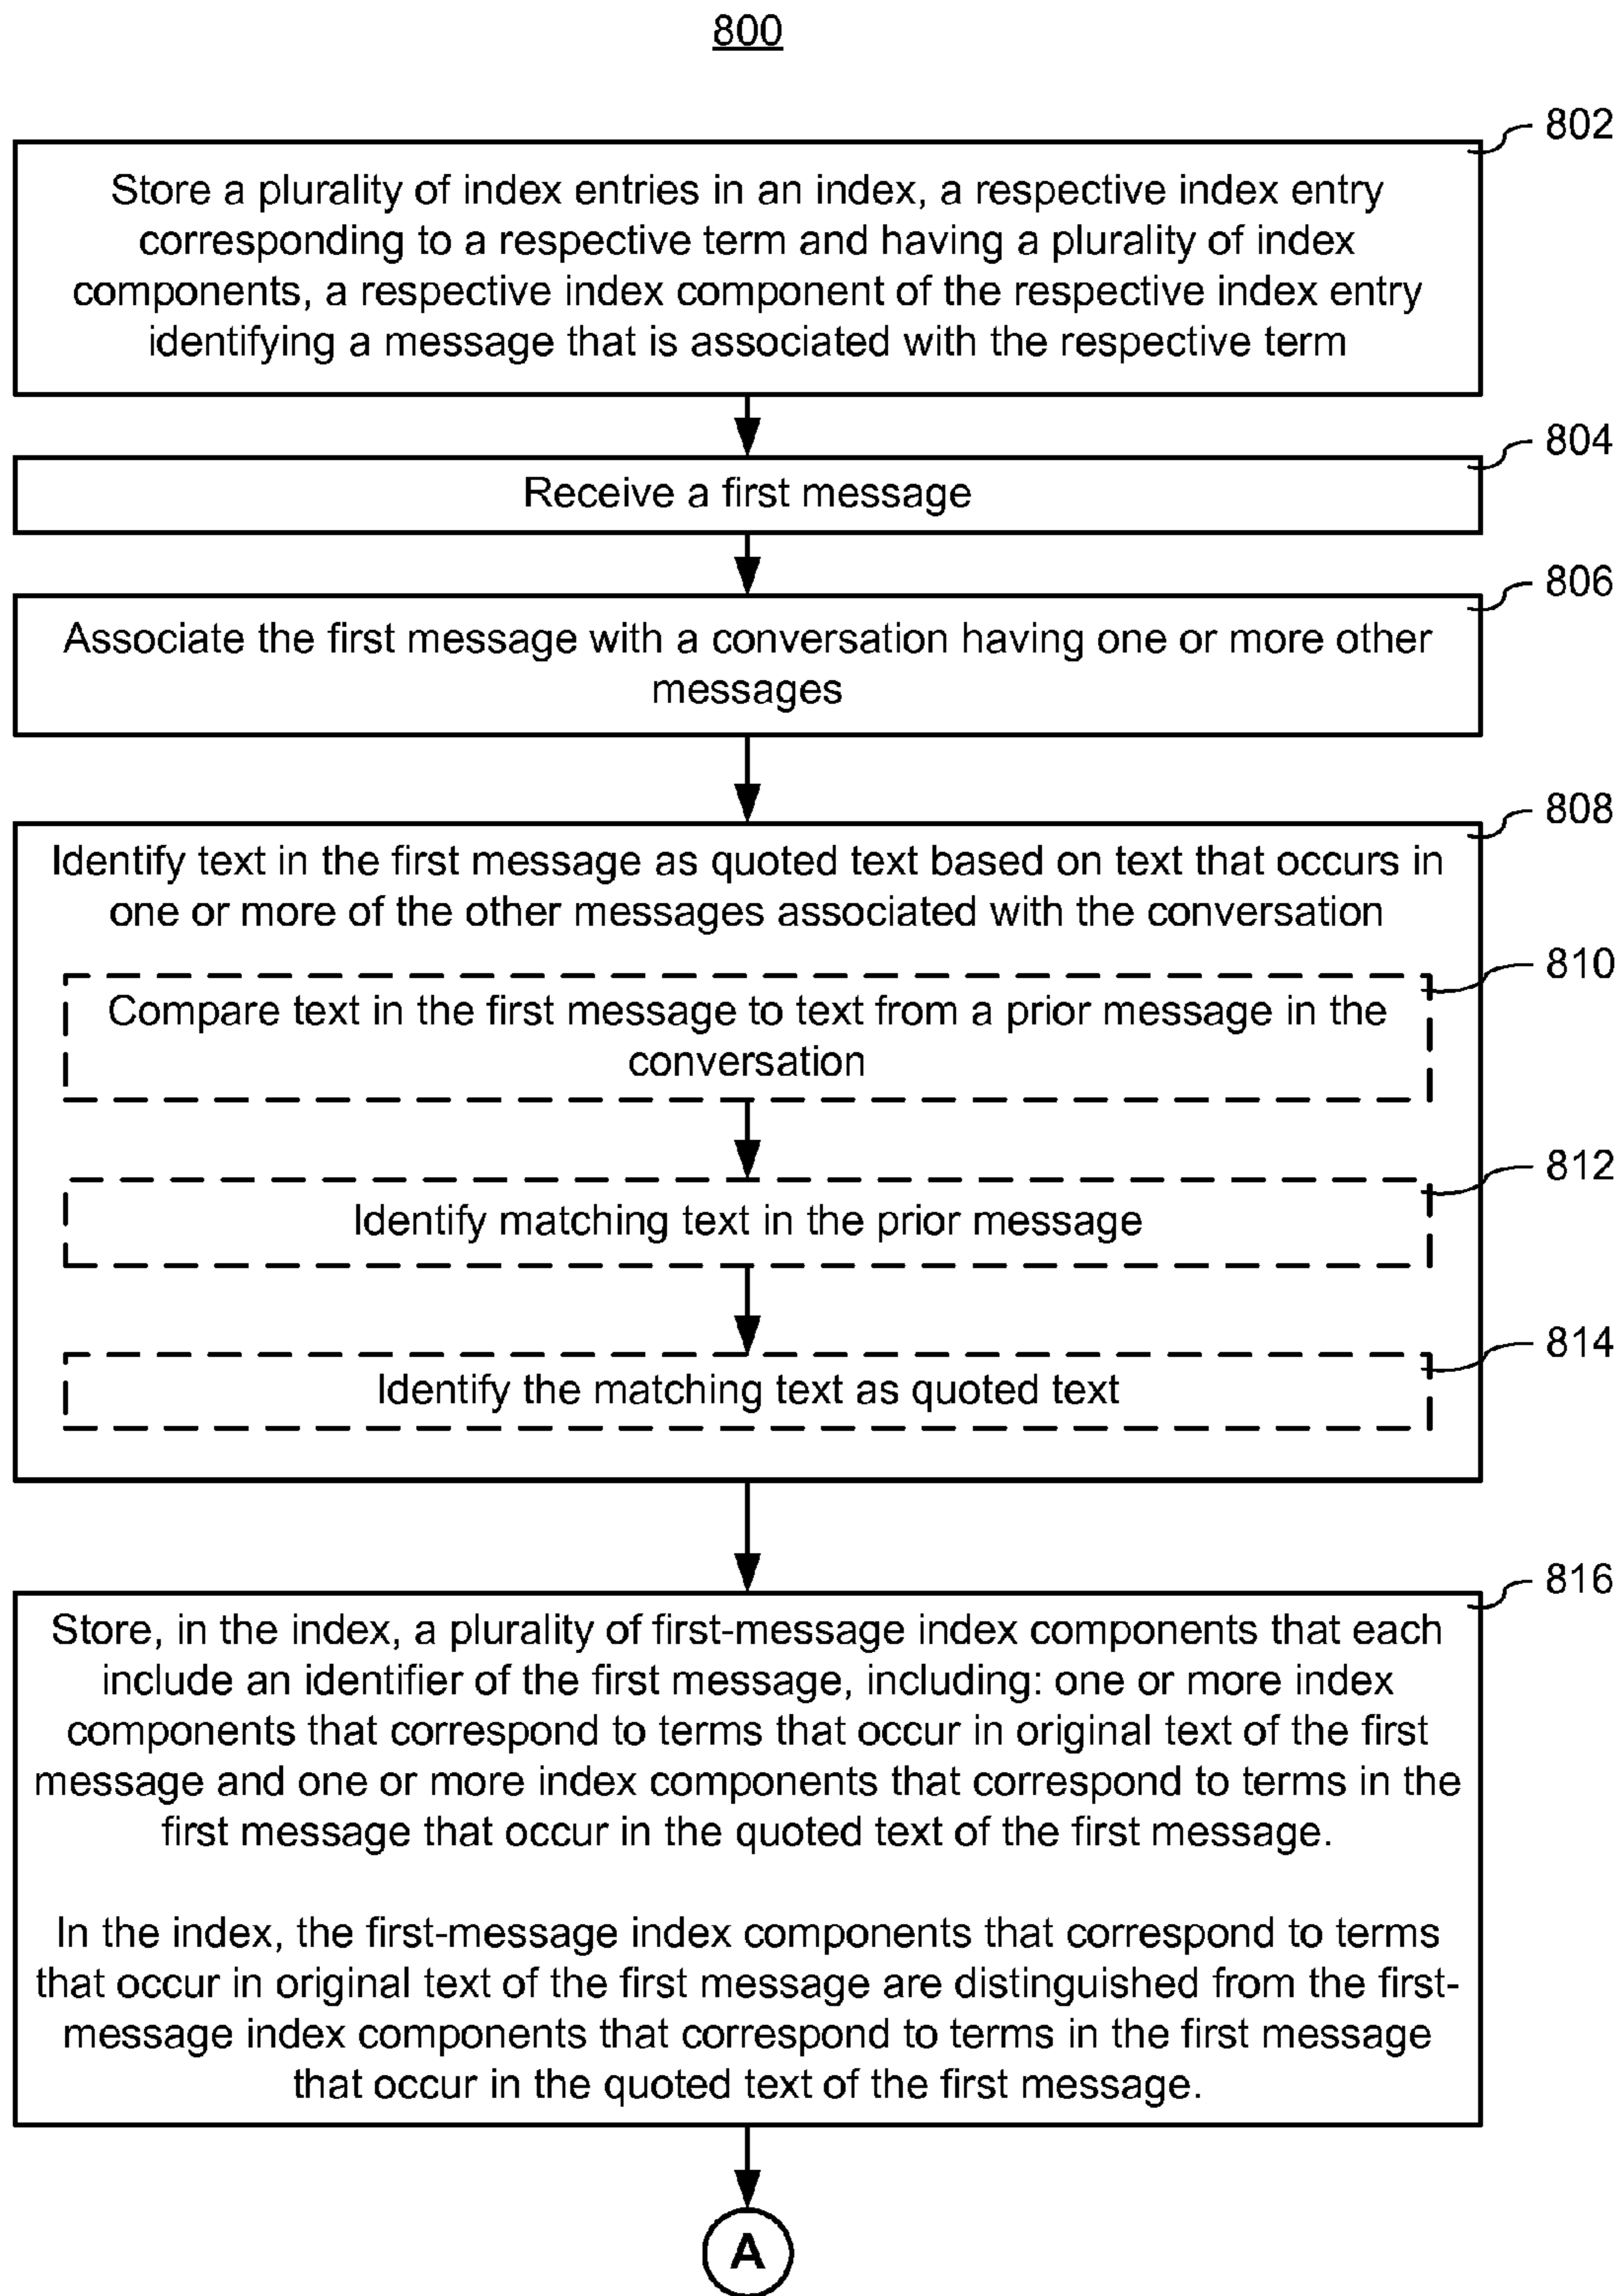 800
802
Store a plurality of index entries in an index, a respective index entry
corresponding to a respective term and having a plurality of index
components, a respective index component of the respective index entry
identifying a message that is associated with the respective term
804
Receive a first message
806
Associate the first message with a conversation having one or more other
messages
808
Identify text in the first message as quoted text based on text that occurs in
one or more of the other messages associated with the conversation
810
Compare text in the first message to text from a prior message in the
conversation
812
Identify matching text in the prior message
814
Identify the matching text as quoted text
816
Store, in the index, a plurality of first-message index components that each
include an identifier of the first message, including: one or more index
components that correspond to terms that occur in original text of the first
message and one or more index components that correspond to terms in the
first message that occur in the quoted text of the first message.
In the index, the first-message index components that correspond to terms
that occur in original text of the first message are distinguished from the first-
message index components that correspond to terms in the first message
that occur in the quoted text of the first message.
A